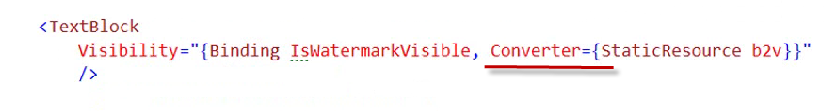 <TextBlock
Visibility="{Binding IsWatermarkVisible, Converter={StaticResource b2v}}"
/>